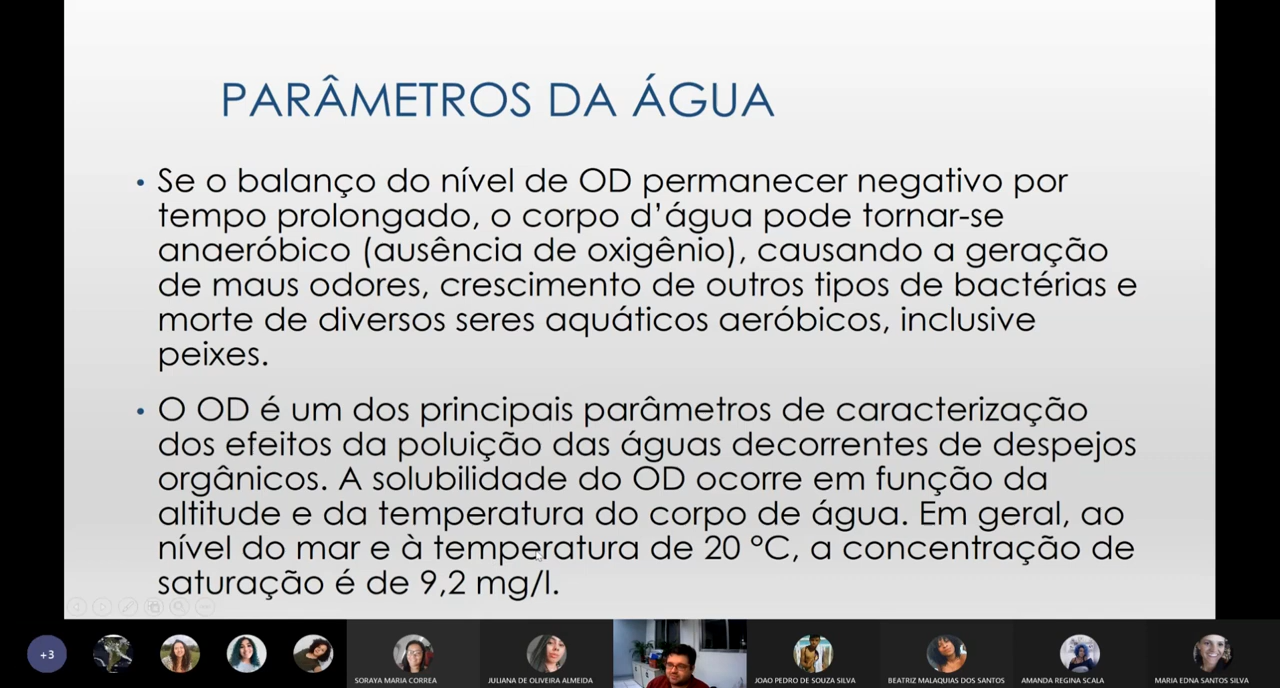 PARÂMETROS DA ÁGUA
• Se o balanço do nível de OD permanecer negativo por
tempo prolongado, o corpo d’água pode tornar-se
anaeróbico (ausência de oxigênio), causando a geração
de maus odores, crescimento de outros tipos de bactérias e
morte de diversos seres aquáticos aeróbicos, inclusive
peixes.
• O OD é um dos principais parâmetros de caracterização
dos efeitos da poluição das águas decorrentes de despejos
orgânicos. A solubilidade do OD ocorre em função da
altitude e da temperatura do corpo de água. Em geral, ao
nível do mar e à temperatura de 20 °C, a concentração de
saturação é de 9,2 mg/l.
+3
SORAYA MARIA CORREA
JULIANA DE OLIVEIRA ALMEIDA
JOAO PEDRO DE SOUZA SILVA
BEATRIZ MALAQUIAS DOS SANTOS
AMANDA REGINA SCALA
MARIA EDNA SANTOS SILVA